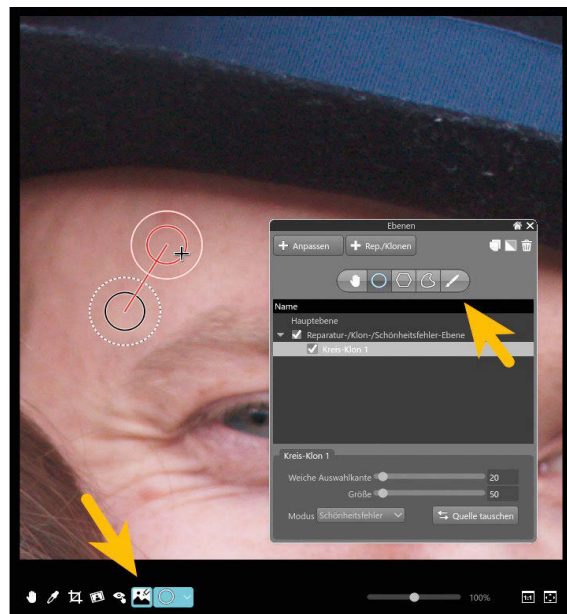 Ebenen
+ Anpassen + Rep./Klonen
Name
Hauptebene
Reparatur-/Klon-/Schönheitsfehler-Ebene
Kreis-Klon 1
Kreis-Klon 1
Weiche Auswahlkante 20
Größe 50
Modus Schönheitsfehler Quelle tauschen
100% 1:1